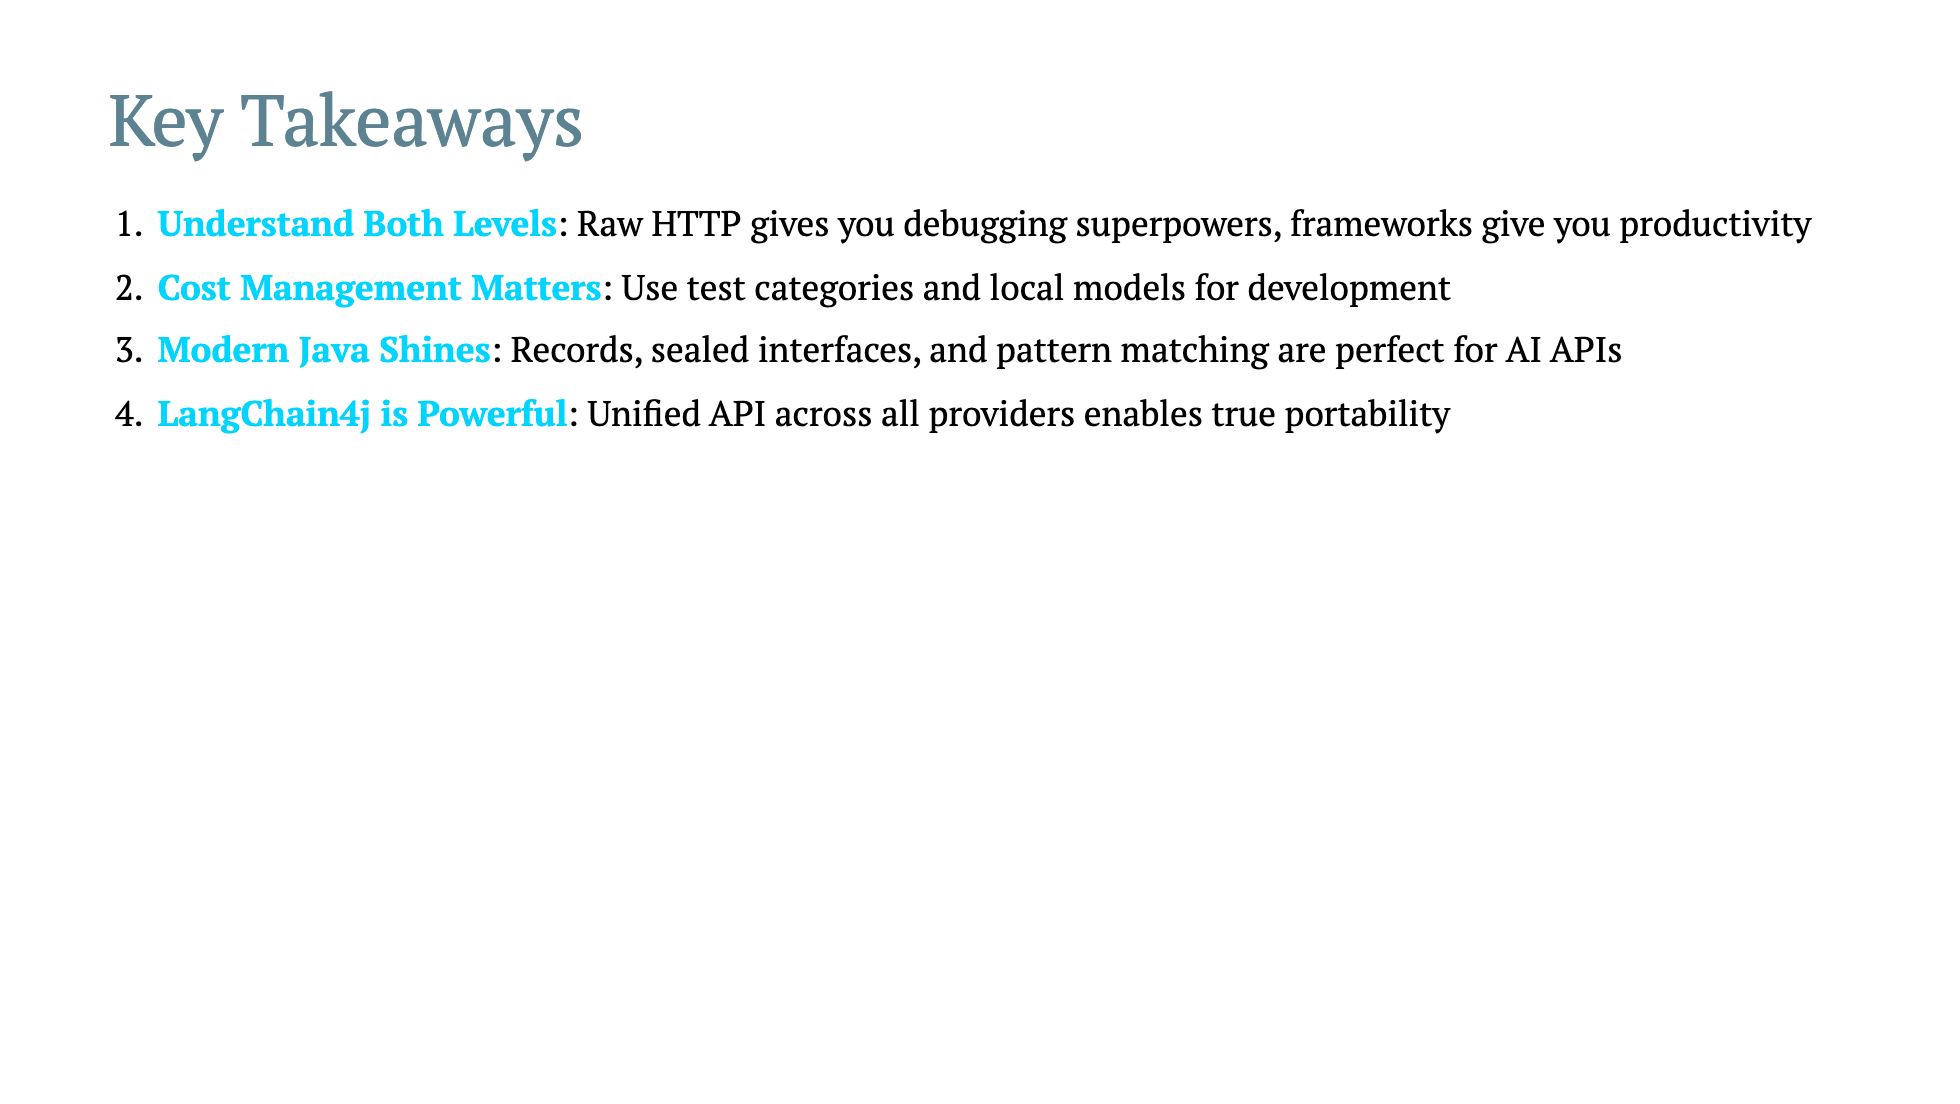 Key Takeaways
1. Understand Both Levels: Raw HTTP gives you debugging superpowers, frameworks give you productivity
2. Cost Management Matters: Use test categories and local models for development
3. Modern Java Shines: Records, sealed interfaces, and pattern matching are perfect for AI APIs
4. LangChain4j is Powerful: Unified API across all providers enables true portability